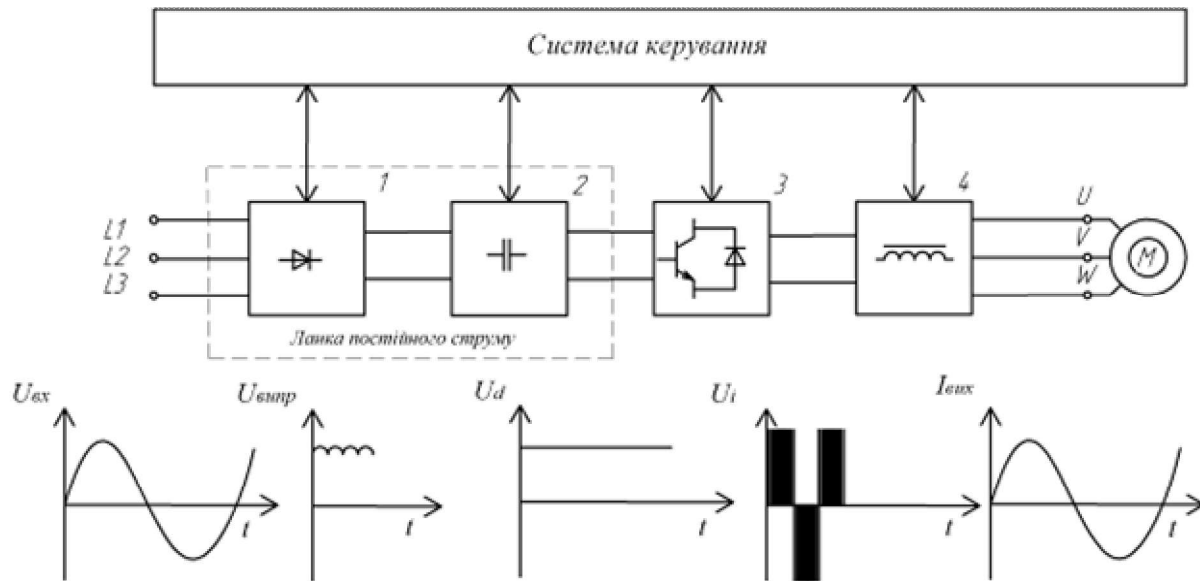 Система керування
1
2
3
4
L1
L2
L3
U
V
W
M
Ланка постійного струму
Uвх
Uвипр
Ud
Ui
Iвих
t
t
t
t
t